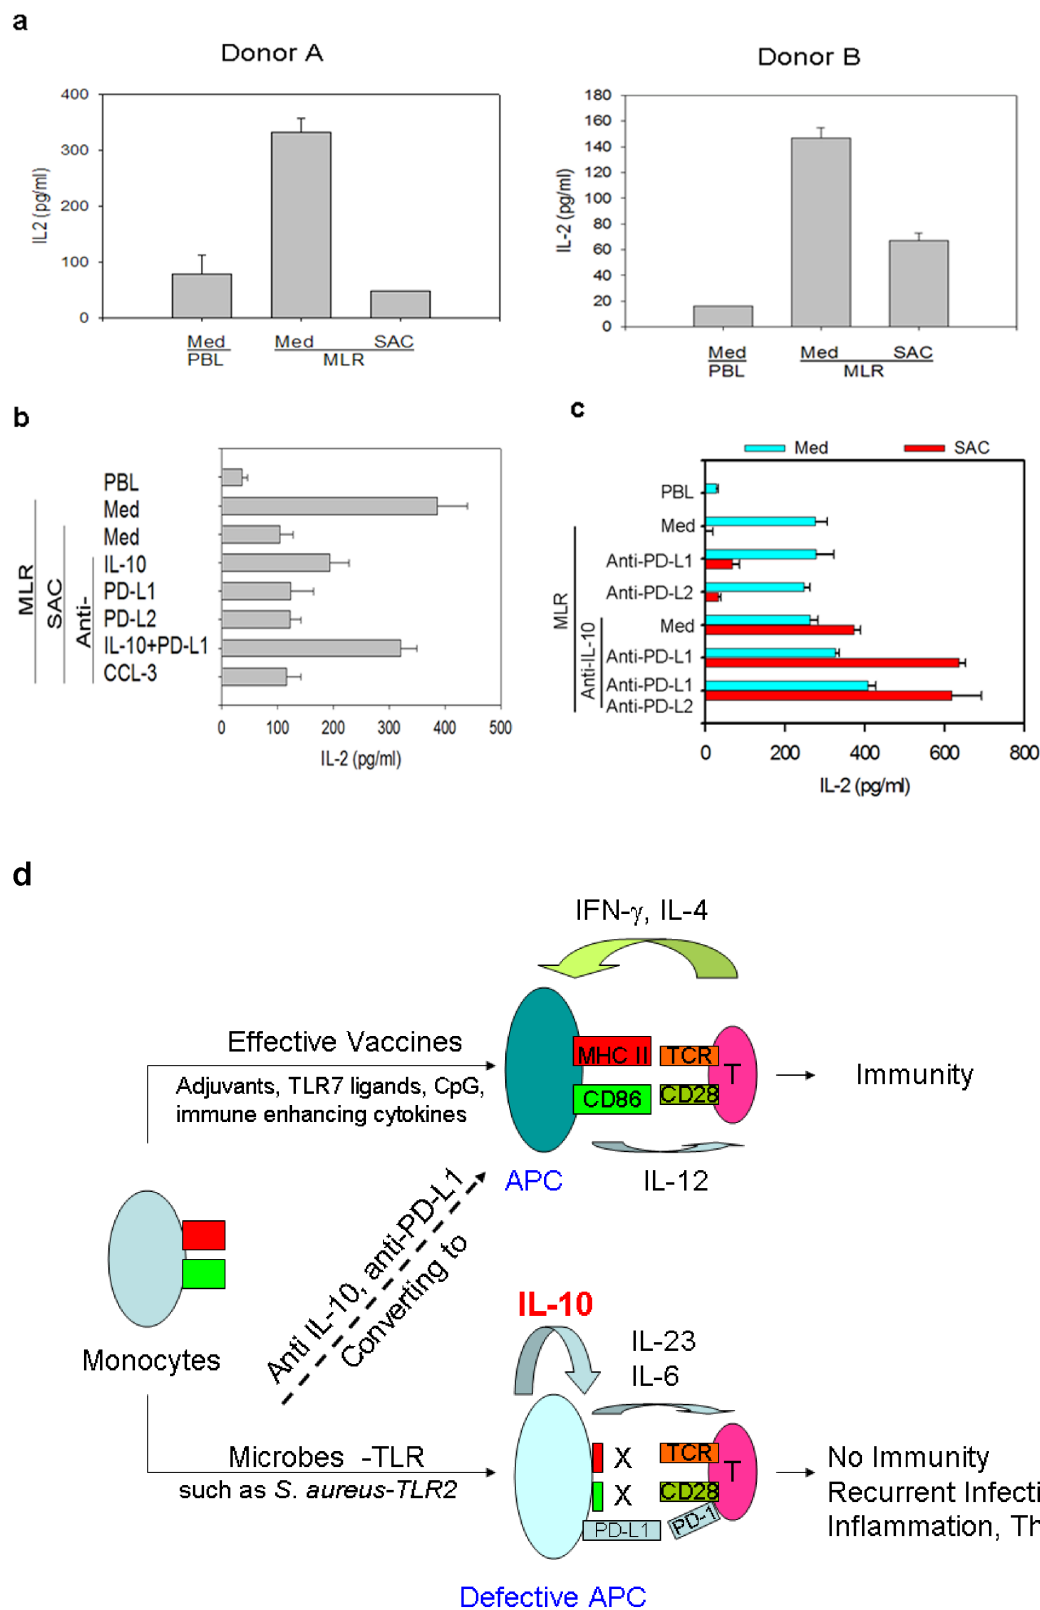 a
Donor A
400
300
200
100
0
IL2 (pg/ml)
Med
PBL
Med SAC
MLR
Donor B
180
160
140
120
100
80
60
40
20
0
IL-2 (pg/ml)
Med
PBL
Med SAC
MLR
b
MLR
SAC
Anti-
PBL
Med
Med
IL-10
PD-L1
PD-L2
IL-10+PD-L1
CCL-3
0 100 200 300 400 500
IL-2 (pg/ml)
c
Med SAC
MLR
Anti-IL-10
PBL
Med
Anti-PD-L1
Anti-PD-L2
Med
Anti-PD-L1
Anti-PD-L1
Anti-PD-L2
0 200 400 600 800
IL-2 (pg/ml)
d
IFN-γ, IL-4
Effective Vaccines
Adjuvants, TLR7 ligands, CpG,
immune enhancing cytokines
MHC II TCR
CD86 CD28
T
Immunity
APC
IL-12
Anti IL-10, anti-PD-L1
Converting to
Monocytes
IL-10
IL-23
IL-6
Microbes -TLR
such as S. aureus-TLR2
X TCR
X CD28
T
PD-L1 PD-1
No Immunity
Recurrent Infecti
Inflammation, Th
Defective APC